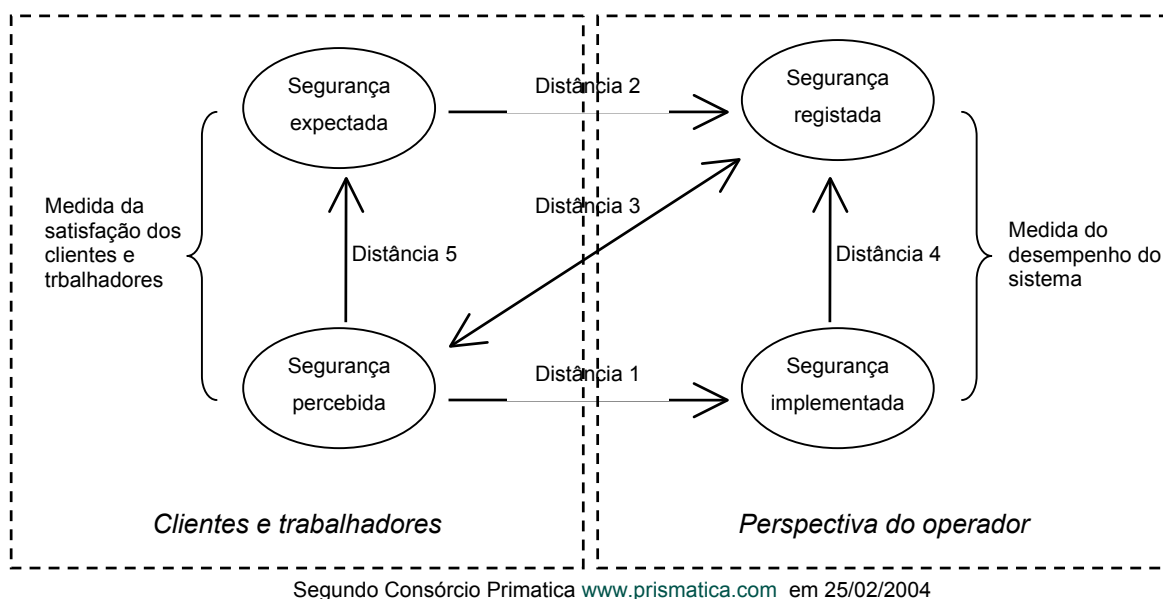 Segurança
expectada
Distância 2
Segurança
registada
Medida da
satisfação dos
clientes e
trbalhadores
Distância 3
Distância 5
Distância 4
Medida do
desempenho do
sistema
Segurança
percebida
Distância 1
Segurança
implementada
Clientes e trabalhadores
Perspectiva do operador
Segundo Consórcio Primatica www.prismatica.com em 25/02/2004